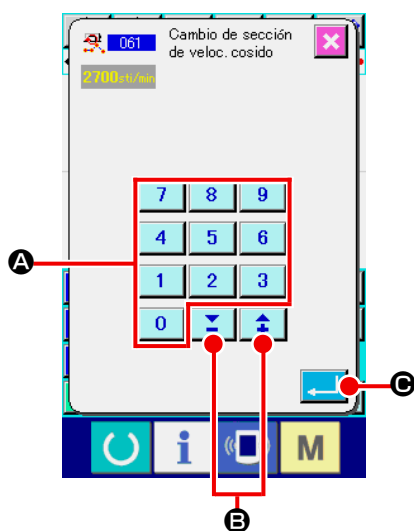 061 Cambio de sección
de veloc. cosido
2700sti/min
7 8 9
4 5 6
A
1 2 3
0
C
i M
B